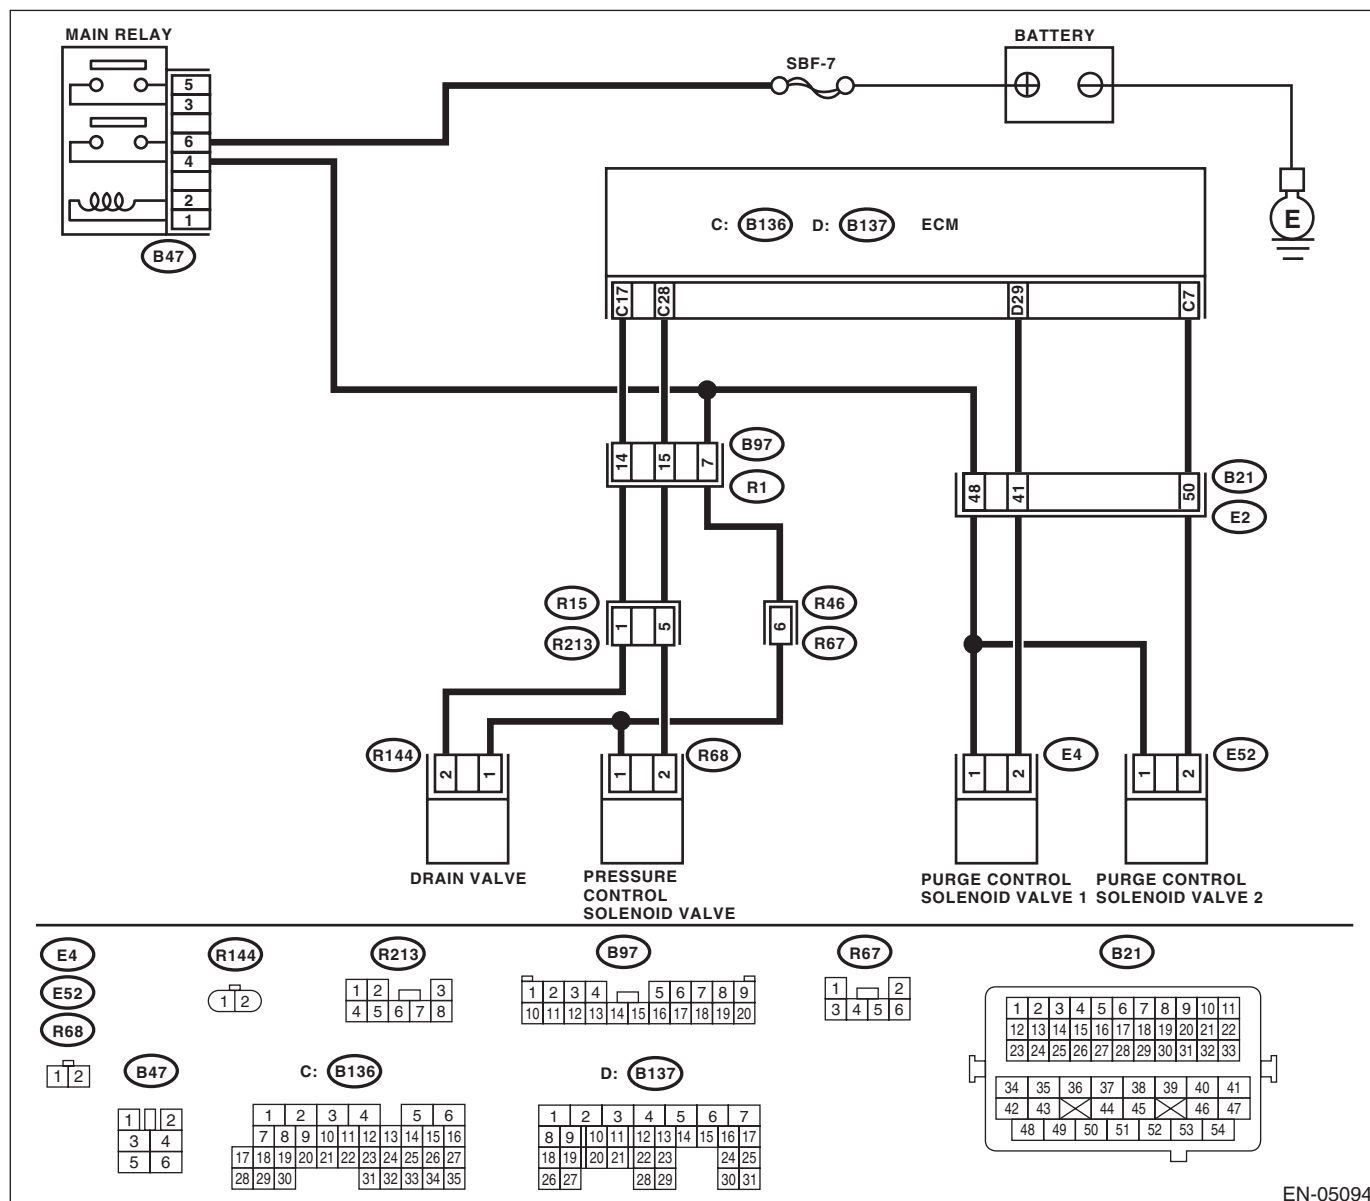 MAIN RELAY
BATTERY
SBF-7
5
3
6
4
2
1
B47
E
C: B136 D: B137 ECM
C17 C28 D29 C7
14 15 7
B97
R1
48 41 50
B21
E2
R15
R213
1 5
6
R46
R67
R144
2 1
1 2
R68
1 2
E4
1 2
E52
DRAIN VALVE
PRESSURE
CONTROL
SOLENOID VALVE
PURGE CONTROL
SOLENOID VALVE 1
PURGE CONTROL
SOLENOID VALVE 2
E4
E52
R68
1 2
R144
1 2
R213
1 2 3
4 5 6 7 8
B97
1 2 3 4 5 6 7 8 9
10 11 12 13 14 15 16 17 18 19 20
R67
1 2
3 4 5 6
B21
1 2 3 4 5 6 7 8 9 10 11
12 13 14 15 16 17 18 19 20 21 22
23 24 25 26 27 28 29 30 31 32 33
34 35 36 37 38 39 40 41
42 43 44 45 46 47
48 49 50 51 52 53 54
B47
1 2
3 4
5 6
C: B136
1 2 3 4 5 6
7 8 9 10 11 12 13 14 15 16
17 18 19 20 21 22 23 24 25 26 27
28 29 30 31 32 33 34 35
D: B137
1 2 3 4 5 6 7
8 9 10 11 12 13 14 15 16 17
18 19 20 21 22 23 24 25
26 27 28 29 30 31
EN-05094